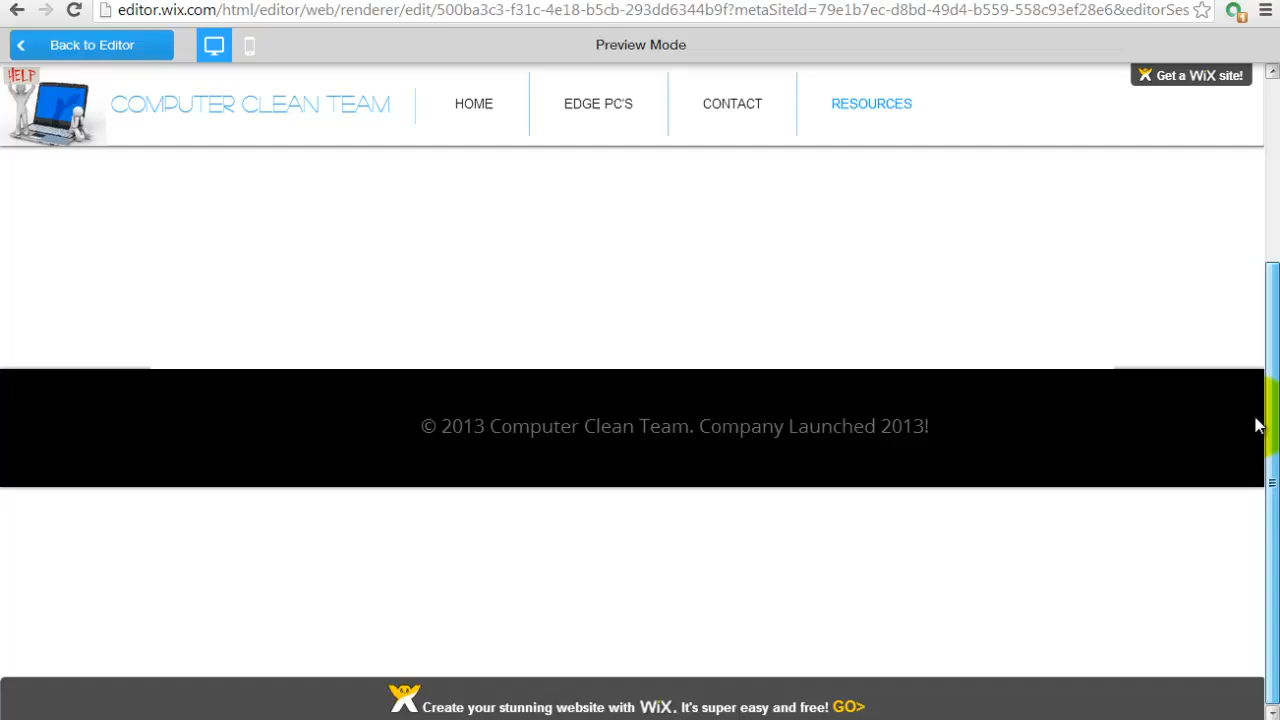 editor.wix.com/html/editor/web/renderer/edit/500ba3c3-f31c-4e18-b5cb-293dd6344b9f?metaSiteId=79e1b7ec-d8bd-49d4-b559-558c93ef28e6&editorSes
Back to Editor
Preview Mode
Get a WiX site!
HELP
COMPUTER CLEAN TEAM
HOME
EDGE PC'S
CONTACT
RESOURCES
© 2013 Computer Clean Team. Company Launched 2013!
Create your stunning website with WiX. It's super easy and free! GO>